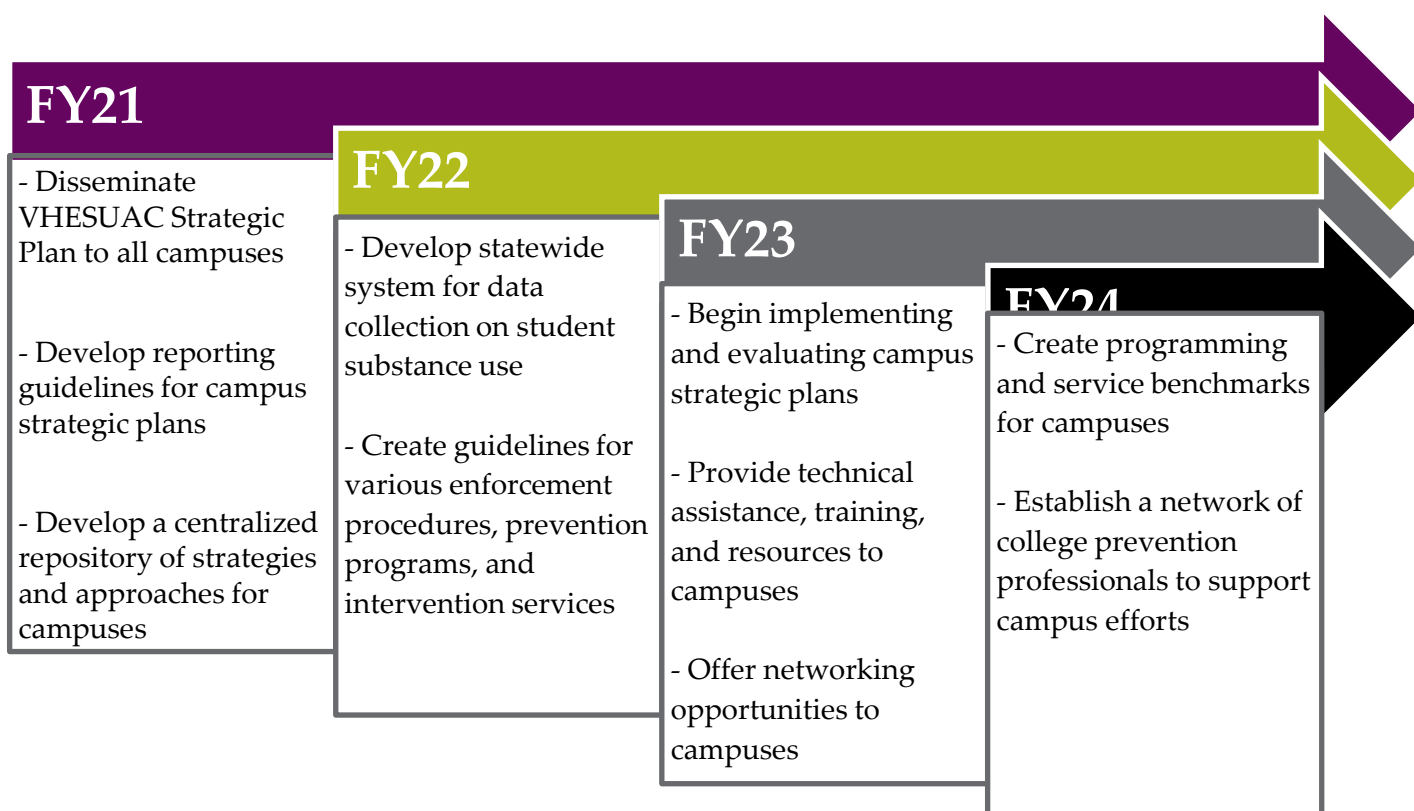 FY21
- Disseminate
VHESUAC Strategic
Plan to all campuses
- Develop reporting
guidelines for campus
strategic plans
- Develop a centralized
repository of strategies
and approaches for
campuses
FY22
- Develop statewide
system for data
collection on student
substance use
- Create guidelines for
various enforcement
procedures, prevention
programs, and
intervention services
FY23
- Begin implementing
and evaluating campus
strategic plans
- Provide technical
assistance, training,
and resources to
campuses
- Offer networking
opportunities to
campuses
FY24
- Create programming
and service benchmarks
for campuses
- Establish a network of
college prevention
professionals to support
campus efforts